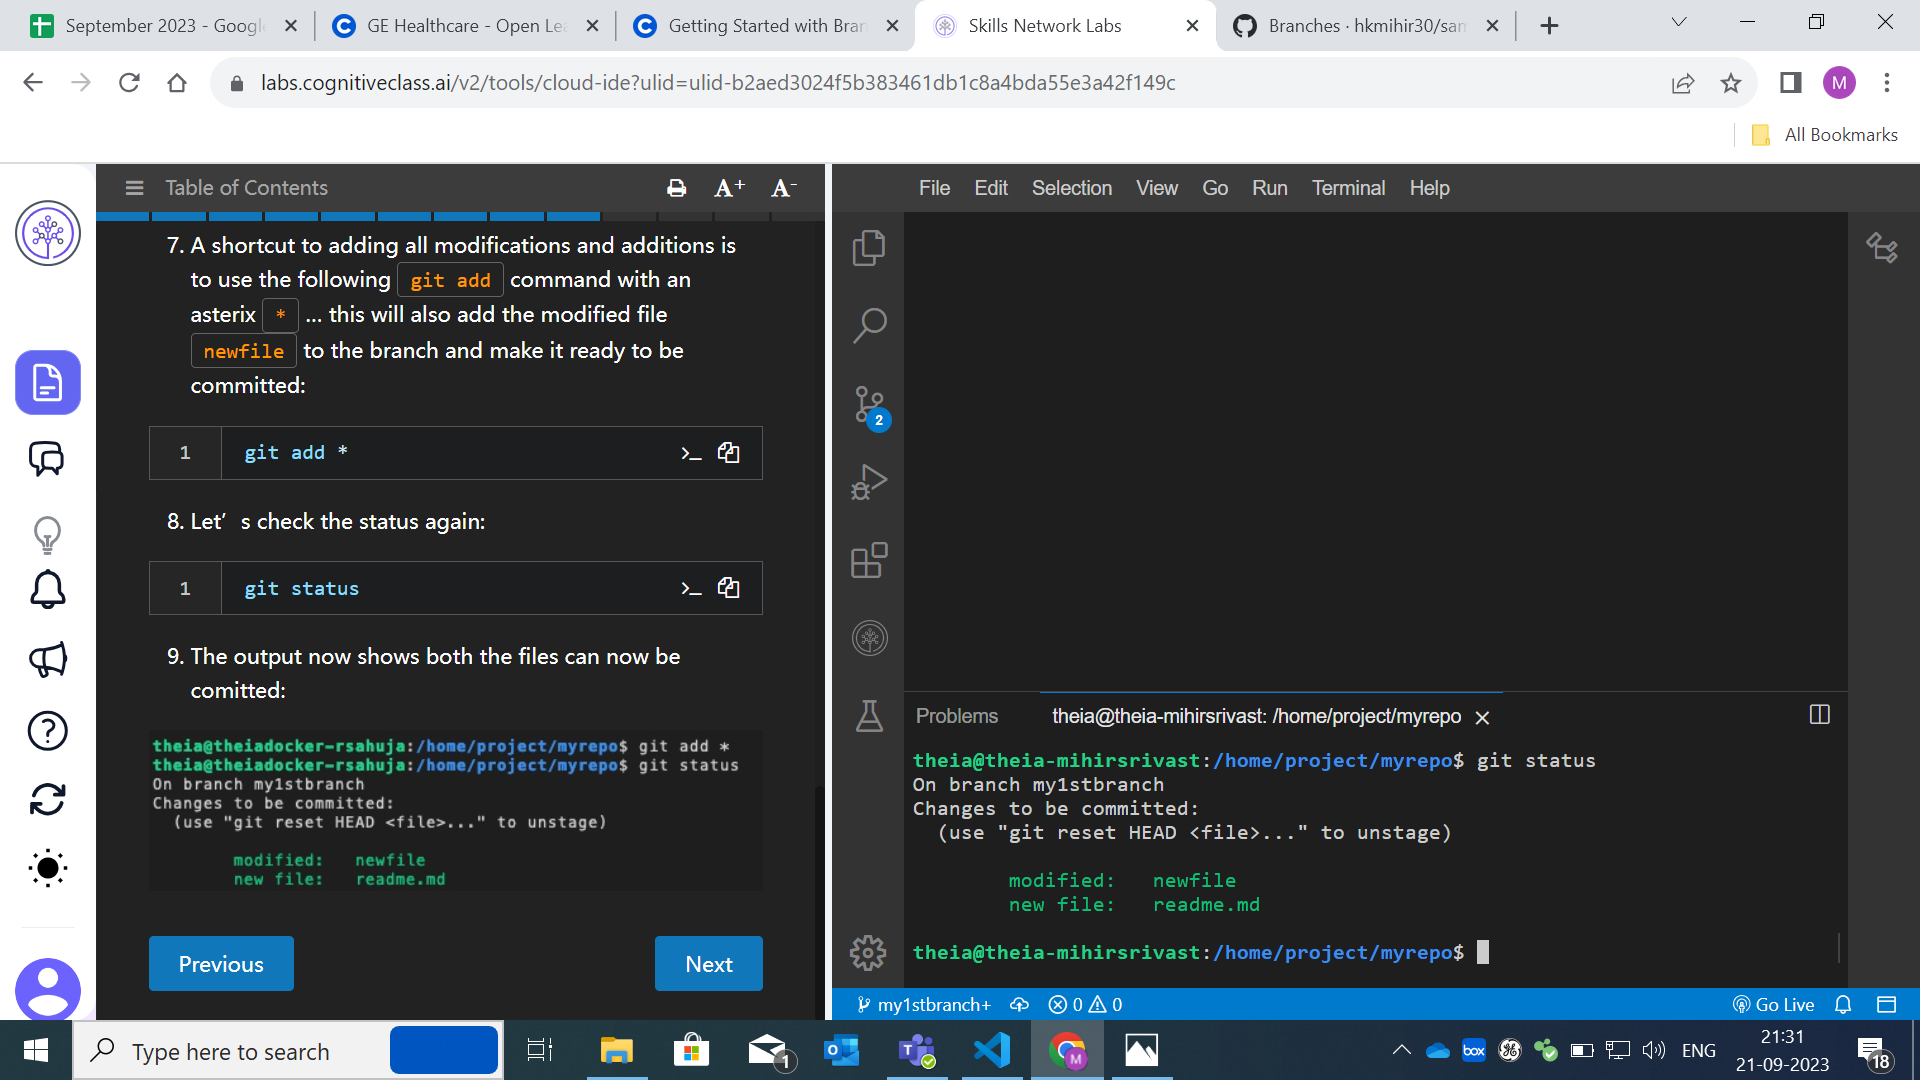 September 2023 - Google
GE Healthcare - Open Lea
Getting Started with Bran
Skills Network Labs
Branches · hkmihir30/sam
labs.cognitiveclass.ai/v2/tools/cloud-ide?ulid=ulid-b2aed3024f5b383461db1c8a4bda55e3a42f149c
M
All Bookmarks
Table of Contents
A+
A-
7. A shortcut to adding all modifications and additions is
to use the following git add command with an
asterix * ... this will also add the modified file
newfile to the branch and make it ready to be
committed:
1 git add *
8. Let’s check the status again:
1 git status
9. The output now shows both the files can now be
comitted:
theia@theiadocker-rsahuja:/home/project/myrepo$ git add *
theia@theiadocker-rsahuja:/home/project/myrepo$ git status
On branch my1stbranch
Changes to be committed:
(use "git reset HEAD <file>..." to unstage)
modified: newfile
new file: readme.md
Previous
Next
File Edit Selection View Go Run Terminal Help
2
Problems
theia@theia-mihirsrivast: /home/project/myrepo
theia@theia-mihirsrivast:/home/project/myrepo$ git status
On branch my1stbranch
Changes to be committed:
(use "git reset HEAD <file>..." to unstage)
modified: newfile
new file: readme.md
theia@theia-mihirsrivast:/home/project/myrepo$
my1stbranch+
0
0
Go Live
Type here to search
1
M
box
ENG
21:31
21-09-2023
18